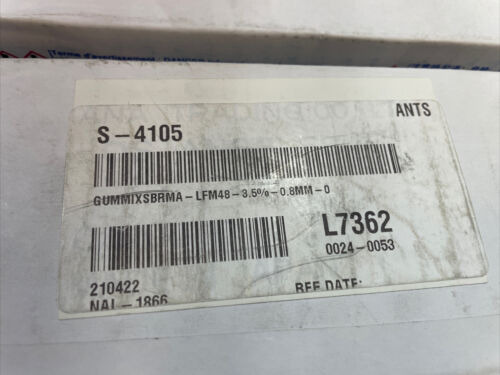 ANTS
S-4105
GUMMIXSBRMA-LFM48-3.5%-0.8MM-0
L7362
0024-0053
210422
REF DATE:
NAL-1866